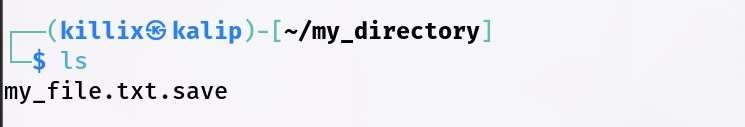 ┌──(killix㉿kalip)-[~/my_directory]
└─$ ls
my_file.txt.save